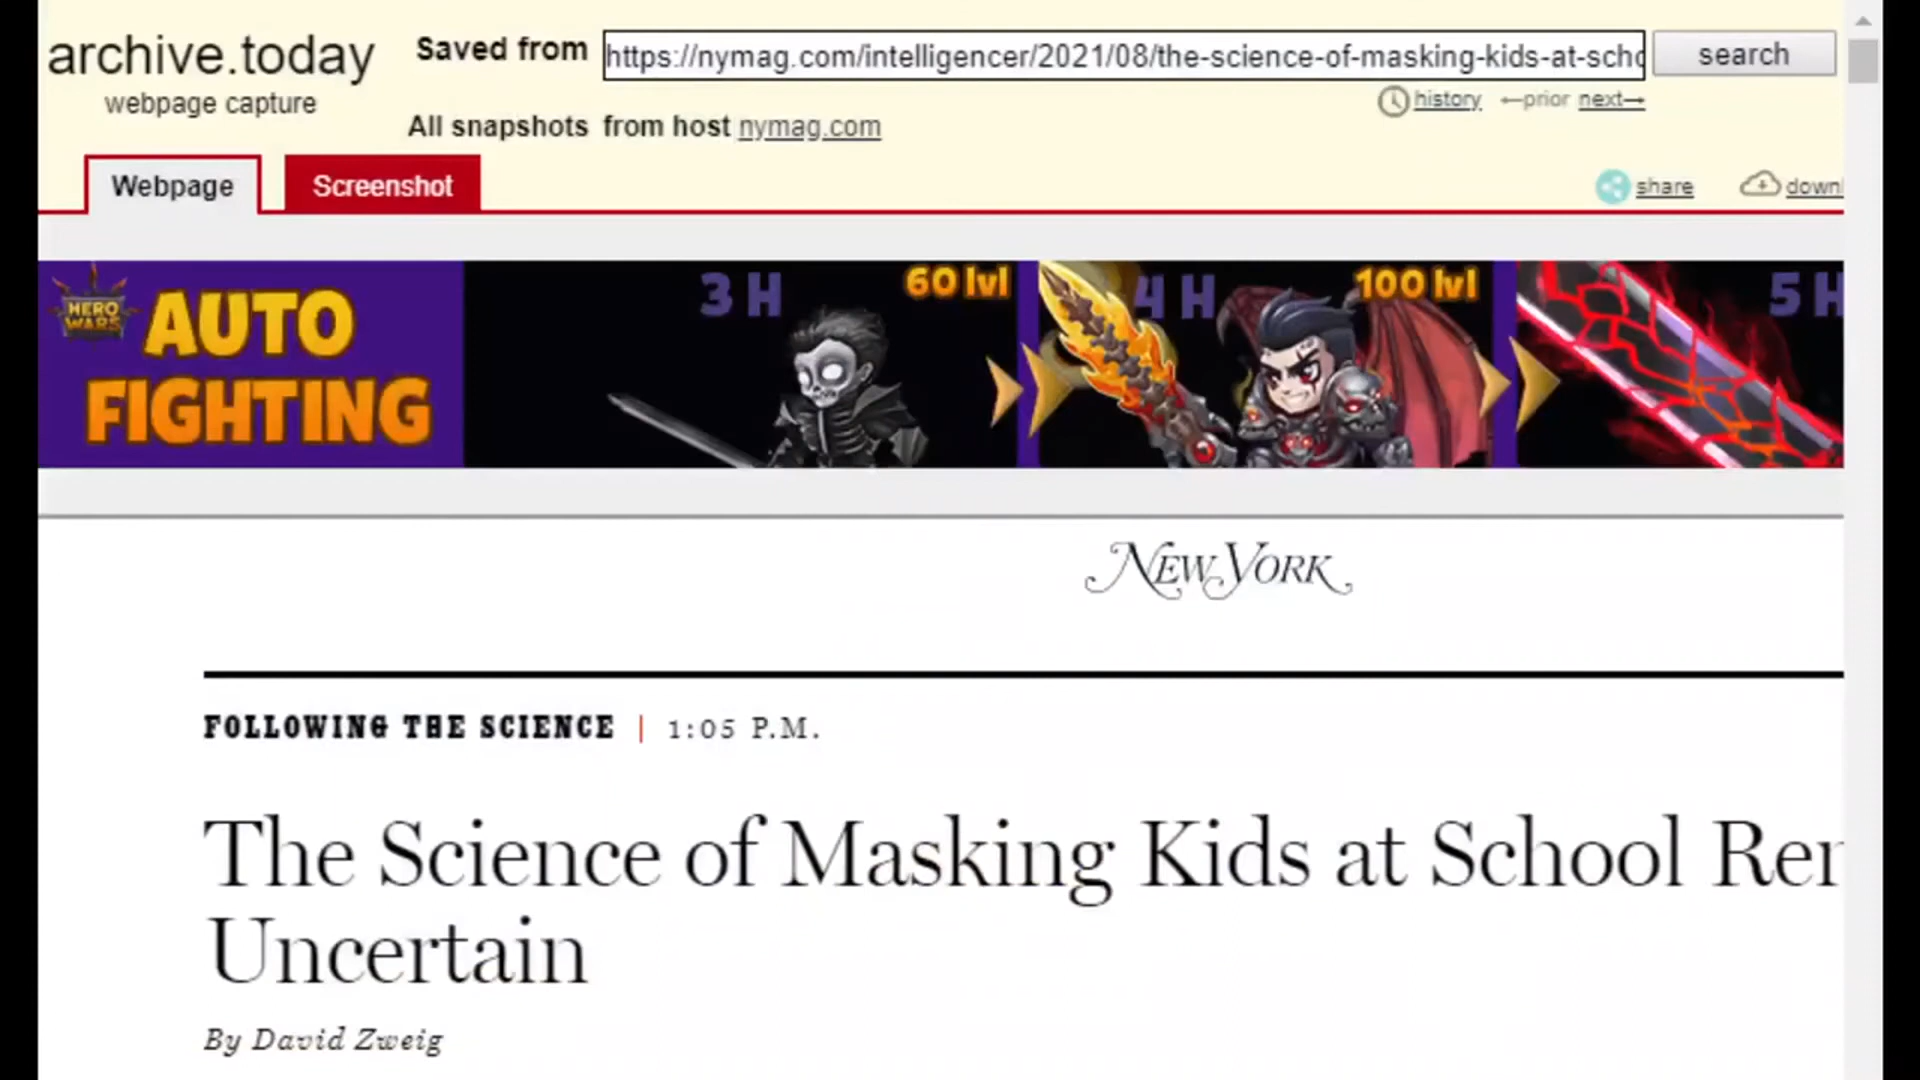 archive.today
webpage capture
Saved from https://nymag.com/intelligencer/2021/08/the-science-of-masking-kids-at-scho
search
history ←prior next→
All snapshots from host nymag.com
Webpage Screenshot
share downl
HERO WARS
AUTO
FIGHTING
3 H 60 lvl
4 H 100 lvl
5 H
NEW YORK
FOLLOWING THE SCIENCE | 1:05 P.M.
The Science of Masking Kids at School Rem
Uncertain
By David Zweig